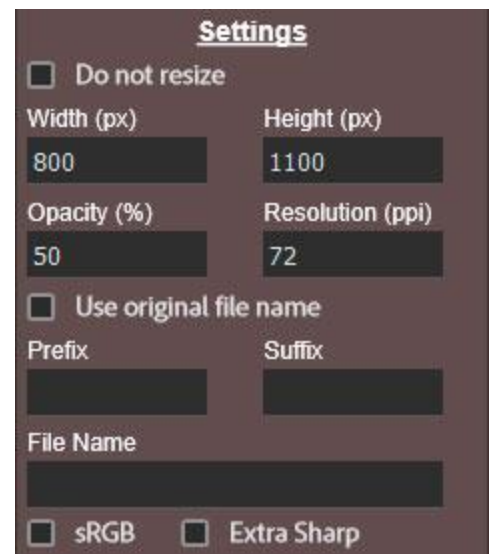 Settings
Do not resize
Width (px) Height (px)
800 1100
Opacity (%) Resolution (ppi)
50 72
Use original file name
Prefix Suffix
File Name
sRGB Extra Sharp